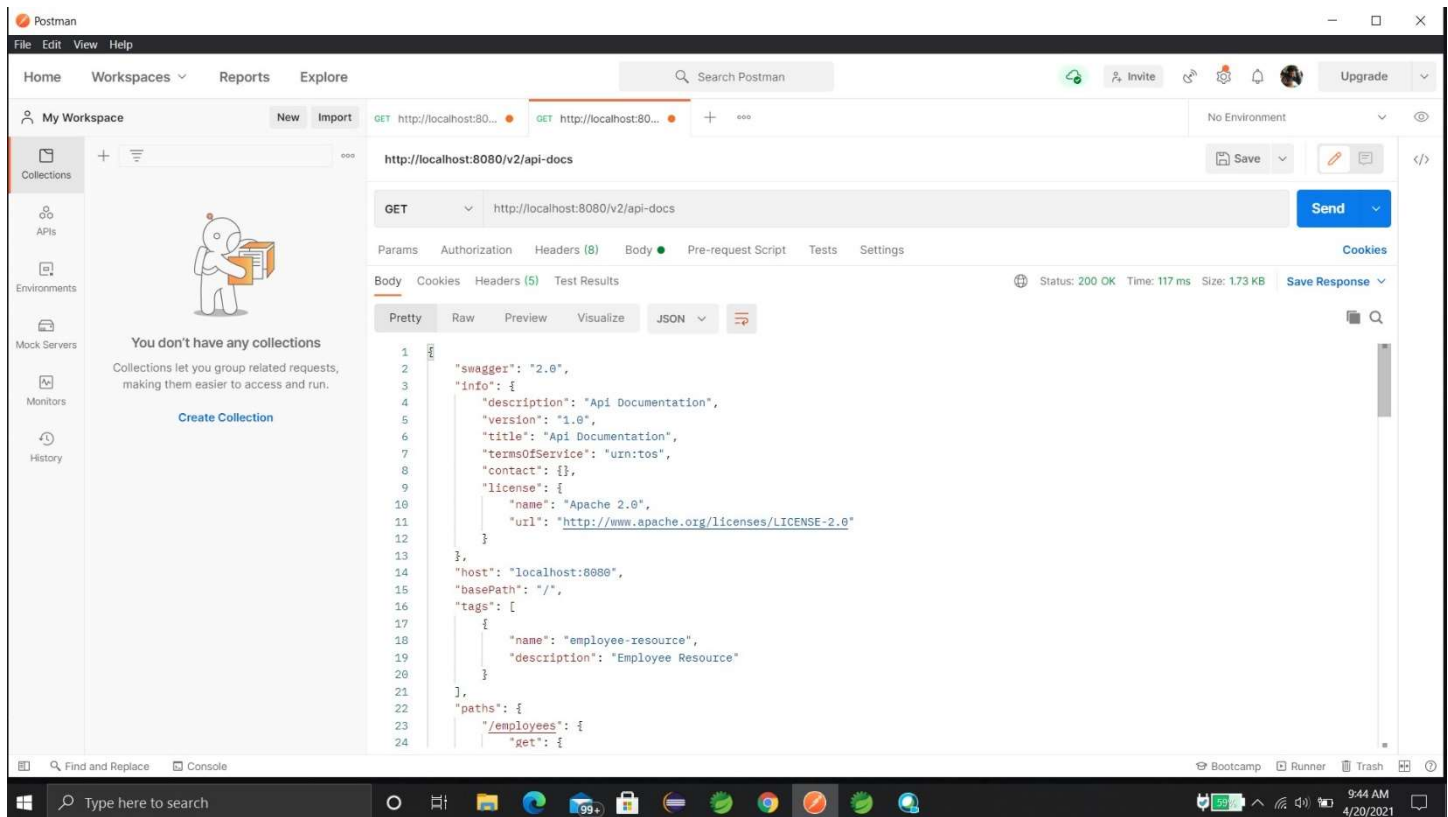 Postman
File Edit View Help
Home Workspaces Reports Explore
Search Postman
Invite
Upgrade
My Workspace New Import
GET http://localhost:80...
GET http://localhost:80...
No Environment
http://localhost:8080/v2/api-docs
Save
GET http://localhost:8080/v2/api-docs
Send
Params Authorization Headers (8) Body Pre-request Script Tests Settings Cookies
Body Cookies Headers (5) Test Results
Status: 200 OK Time: 117 ms Size: 1.73 KB Save Response
Pretty Raw Preview Visualize JSON
Collections
APIs
Environments
Mock Servers
Monitors
History
You don't have any collections
Collections let you group related requests,
making them easier to access and run.
Create Collection
1 {
2 "swagger": "2.0",
3 "info": {
4 "description": "Api Documentation",
5 "version": "1.0",
6 "title": "Api Documentation",
7 "termsOfService": "urn:tos",
8 "contact": {},
9 "license": {
10 "name": "Apache 2.0",
11 "url": "http://www.apache.org/licenses/LICENSE-2.0"
12 }
13 },
14 "host": "localhost:8080",
15 "basePath": "/",
16 "tags": [
17 {
18 "name": "employee-resource",
19 "description": "Employee Resource"
20 }
21 ],
22 "paths": {
23 "/employees": {
24 "get": {
Find and Replace Console
Bootcamp Runner Trash
Type here to search
99+
59%
9:44 AM
4/20/2021